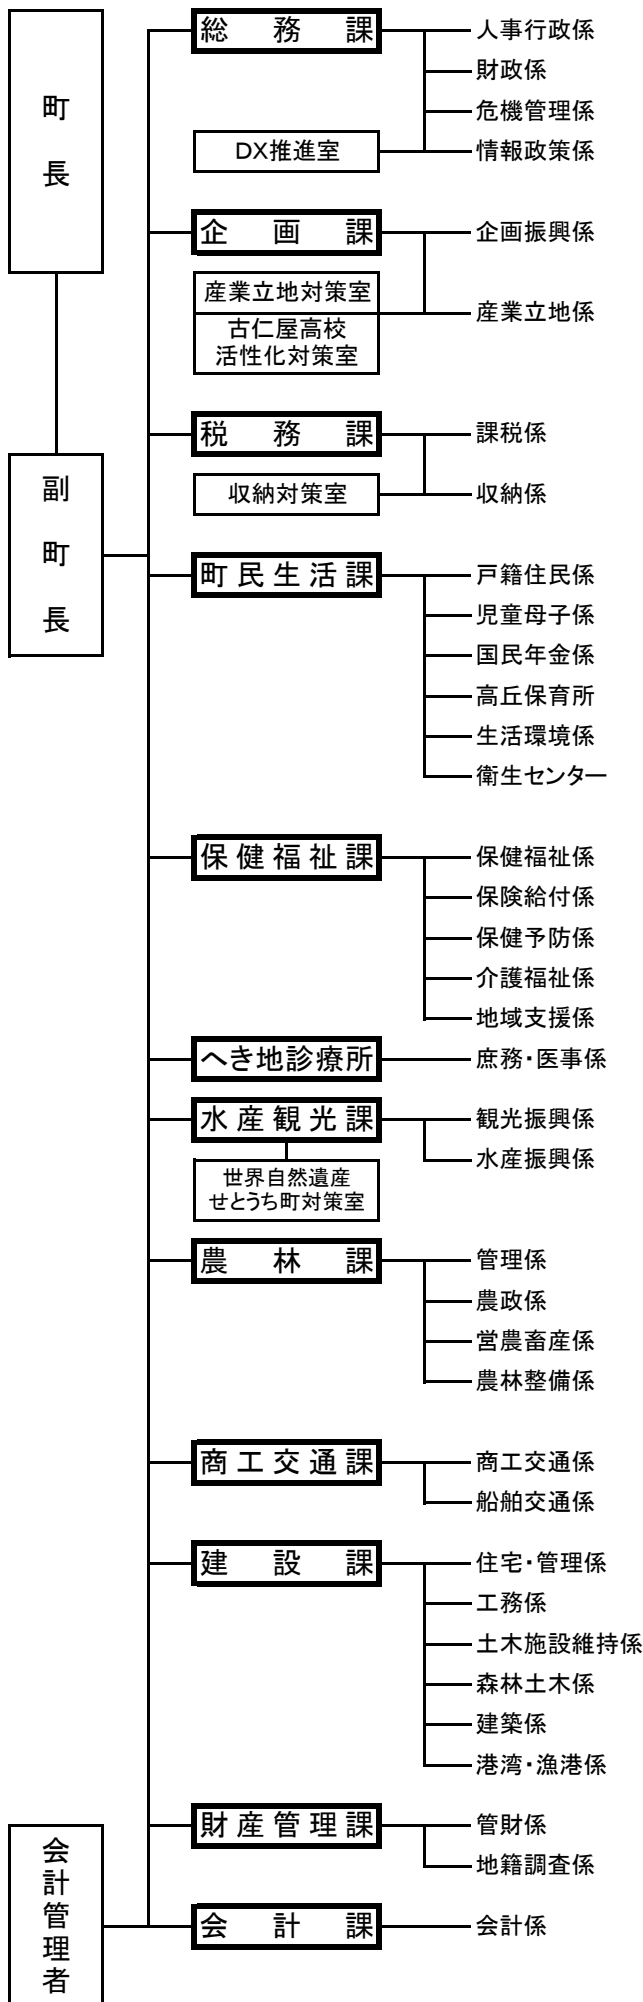 町長
総務課
人事行政係
財政係
危機管理係
DX推進室
情報政策係
企画課
企画振興係
産業立地対策室
古仁屋高校
活性化対策室
産業立地係
税務課
課税係
収納対策室
収納係
副町長
町民生活課
戸籍住民係
児童母子係
国民年金係
高丘保育所
生活環境係
衛生センター
保健福祉課
保健福祉係
保険給付係
保健予防係
介護福祉係
地域支援係
へき地診療所
庶務・医事係
水産観光課
観光振興係
水産振興係
世界自然遺産
せとうち町対策室
農林課
管理係
農政係
営農畜産係
農林整備係
商工交通課
商工交通係
船舶交通係
建設課
住宅・管理係
工務係
土木施設維持係
森林土木係
建築係
港湾・漁港係
財産管理課
管財係
地籍調査係
会計管理者
会計課
会計係